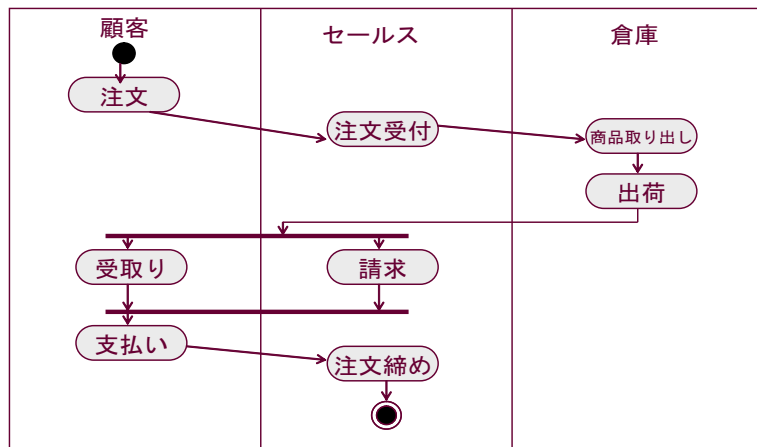 顧客
セールス
倉庫
注文
注文受付
商品取り出し
出荷
受取り
請求
支払い
注文締め